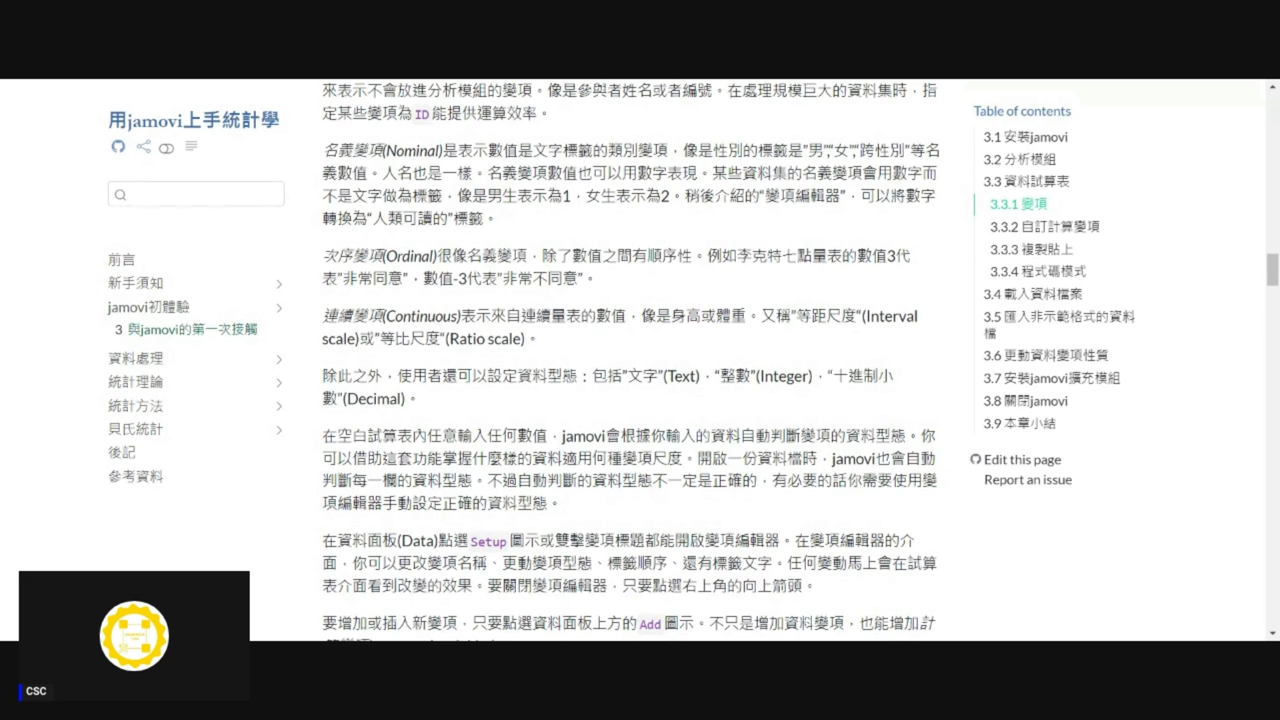 用jamovi上手統計學
前言
新手須知
jamovi初體驗
3 與jamovi的第一次接觸
資料處理
統計理論
統計方法
貝氏統計
後記
參考資料
來表示不會放進分析模組的變項。像是參與者姓名或者編號。在處理規模巨大的資料集時，指
定某些變項為 ID 能提供運算效率。
名義變項(Nominal)是表示數值是文字標籤的類別變項，像是性別的標籤是”男”,“女”,“跨性別”等名
義數值。人名也是一樣。名義變項數值也可以用數字表現。某些資料集的名義變項會用數字而
不是文字做為標籤，像是男生表示為1，女生表示為2。稍後介紹的“變項編輯器”，可以將數字
轉換為“人類可讀的”標籤。
次序變項(Ordinal)很像名義變項，除了數值之間有順序性。例如李克特七點量表的數值3代
表”非常同意”，數值-3代表”非常不同意”。
連續變項(Continuous)表示來自連續量表的數值，像是身高或體重。又稱”等距尺度“(Interval
scale)或”等比尺度“(Ratio scale)。
除此之外，使用者還可以設定資料型態：包括”文字”(Text)，“整數”(Integer)，“十進制小
數”(Decimal)。
在空白試算表內任意輸入任何數值，jamovi會根據你輸入的資料自動判斷變項的資料型態。你
可以借助這套功能掌握什麼樣的資料適用何種變項尺度。開啟一份資料檔時，jamovi也會自動
判斷每一欄的資料型態。不過自動判斷的資料型態不一定是正確的，有必要的話你需要使用變
項編輯器手動設定正確的資料型態。
在資料面板(Data)點選 Setup 圖示或雙擊變項標題都能開啟變項編輯器。在變項編輯器的介
面，你可以更改變項名稱、更動變項型態、標籤順序、還有標籤文字。任何變動馬上會在試算
表介面看到改變的效果。要關閉變項編輯器，只要點選右上角的向上箭頭。
要增加或插入新變項，只要點選資料面板上方的 Add 圖示。不只是增加資料變項，也能增加計
Table of contents
3.1 安裝jamovi
3.2 分析模組
3.3 資料試算表
3.3.1 變項
3.3.2 自訂計算變項
3.3.3 複製貼上
3.3.4 程式碼模式
3.4 載入資料檔案
3.5 匯入非示範格式的資料
檔
3.6 更動資料變項性質
3.7 安裝jamovi擴充模組
3.8 關閉jamovi
3.9 本章小結
Edit this page
Report an issue
CSC